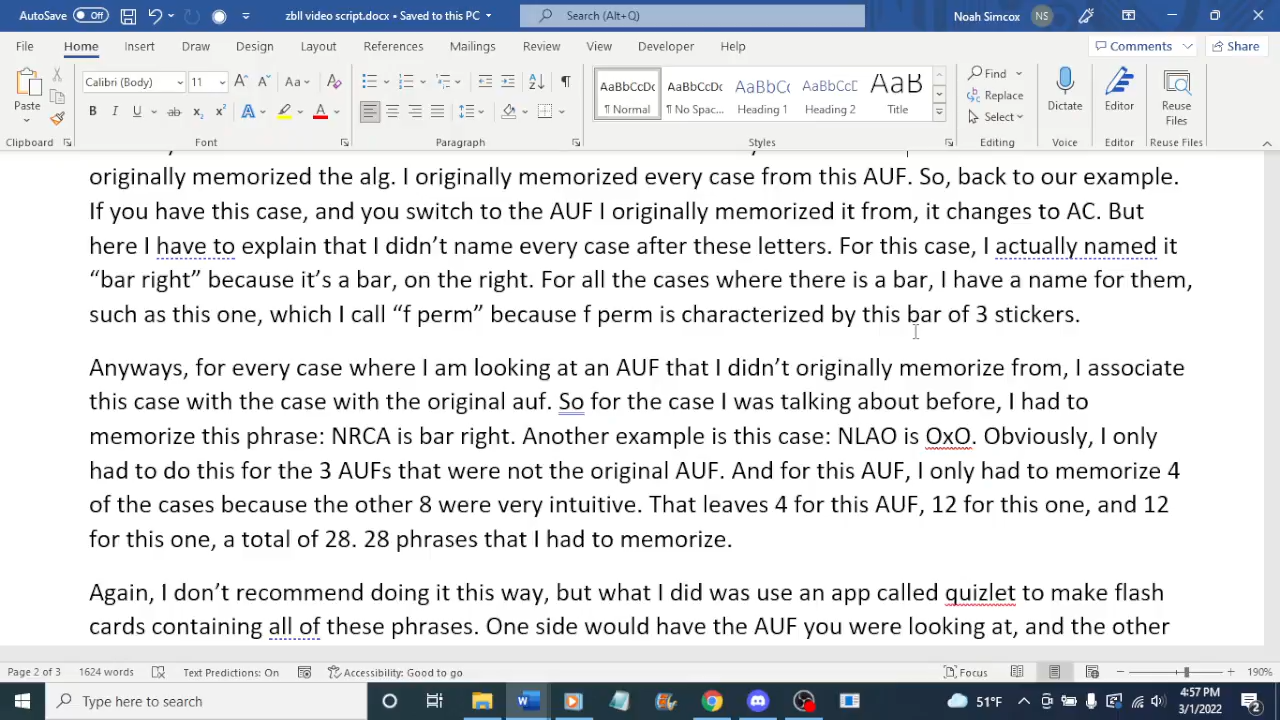 AutoSave Off zbll video script.docx • Saved to this PC Search (Alt+Q) Noah Simcox NS
File Home Insert Draw Design Layout References Mailings Review View Developer Help Comments Share
Paste Calibri (Body) 11 Aa AaBbCcDc AaBbCcDc AaBbCc AaBbCcD AaB Find Replace Select Dictate Editor Reuse Files
B I U ab x₂ x² A A ¶ Normal ¶ No Spac... Heading 1 Heading 2 Title
Clipboard Font Paragraph Styles Editing Voice Editor Reuse Files
originally memorized the alg. I originally memorized every case from this AUF. So, back to our example.
If you have this case, and you switch to the AUF I originally memorized it from, it changes to AC. But
here I have to explain that I didn’t name every case after these letters. For this case, I actually named it
“bar right” because it’s a bar, on the right. For all the cases where there is a bar, I have a name for them,
such as this one, which I call “f perm” because f perm is characterized by this bar of 3 stickers.
Anyways, for every case where I am looking at an AUF that I didn’t originally memorize from, I associate
this case with the case with the original auf. So for the case I was talking about before, I had to
memorize this phrase: NRCA is bar right. Another example is this case: NLAO is OxO. Obviously, I only
had to do this for the 3 AUFs that were not the original AUF. And for this AUF, I only had to memorize 4
of the cases because the other 8 were very intuitive. That leaves 4 for this AUF, 12 for this one, and 12
for this one, a total of 28. 28 phrases that I had to memorize.
Again, I don’t recommend doing it this way, but what I did was use an app called quizlet to make flash
cards containing all of these phrases. One side would have the AUF you were looking at, and the other
Page 2 of 3 1624 words Text Predictions: On Accessibility: Good to go Focus 190%
Type here to search 51°F 4:57 PM
3/1/2022 2